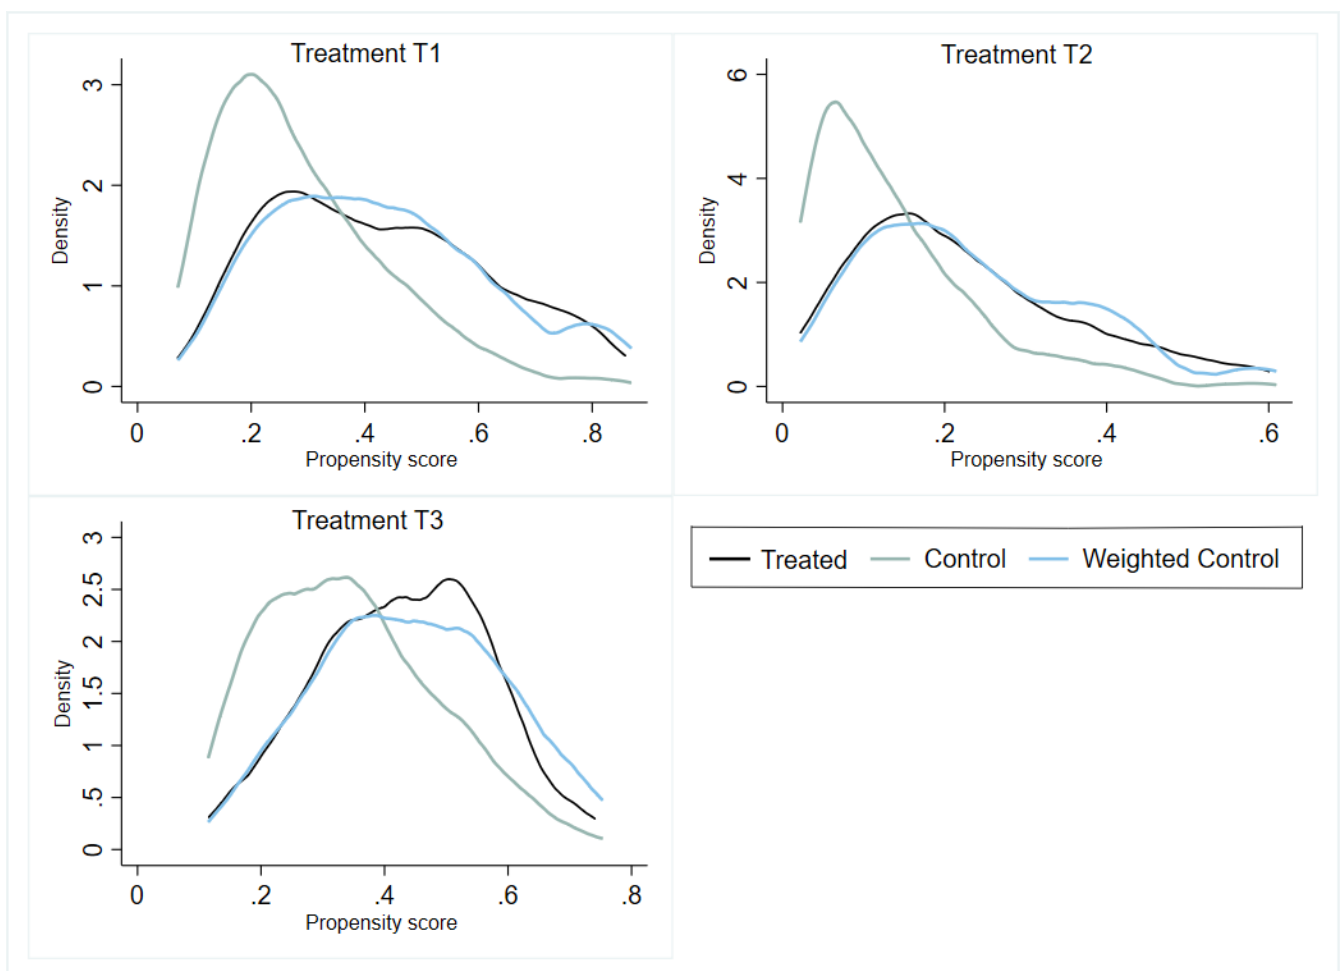 Treatment T1
Density
0
1
2
3
0 .2 .4 .6 .8
Propensity score
Treatment T2
Density
0
2
4
6
0 .2 .4 .6
Propensity score
Treatment T3
Density
0
.5
1
1.5
2
2.5
3
0 .2 .4 .6 .8
Propensity score
Treated Control Weighted Control